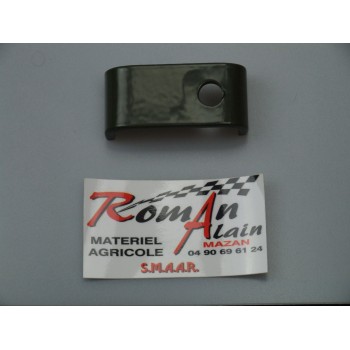 Roman Alain
MATERIEL AGRICOLE
MAZAN
04 90 69 61 24
S.M.A.A.R.